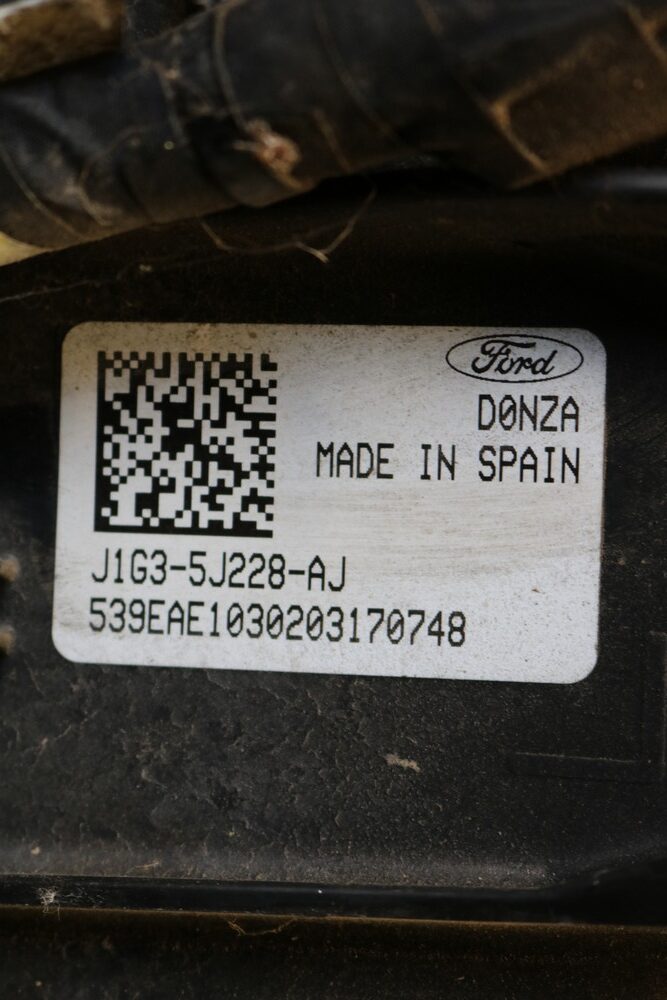 Ford
D0NZA
MADE IN SPAIN
J1G3-5J228-AJ
539EAE1030203170748